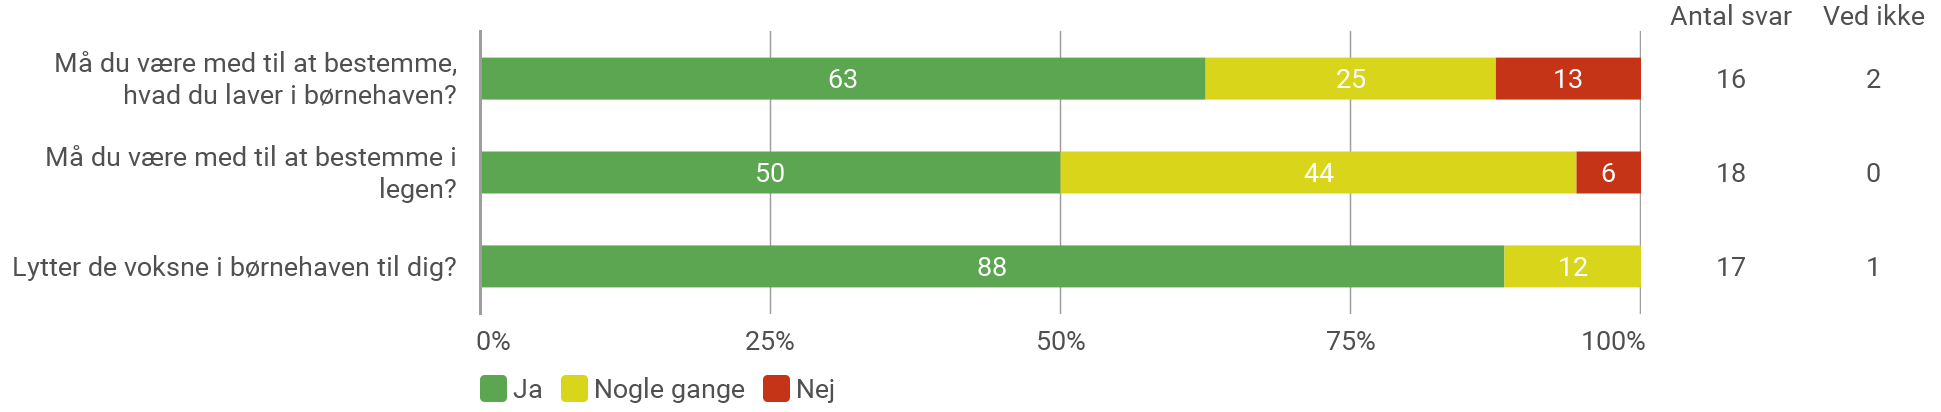 Antal svar Ved ikke
Må du være med til at bestemme,
hvad du laver i børnehaven?
63 25 13 16 2
Må du være med til at bestemme i
legen?
50 44 6 18 0
Lytter de voksne i børnehaven til dig? 88 12 17 1
0% 25% 50% 75% 100%
Ja Nogle gange Nej